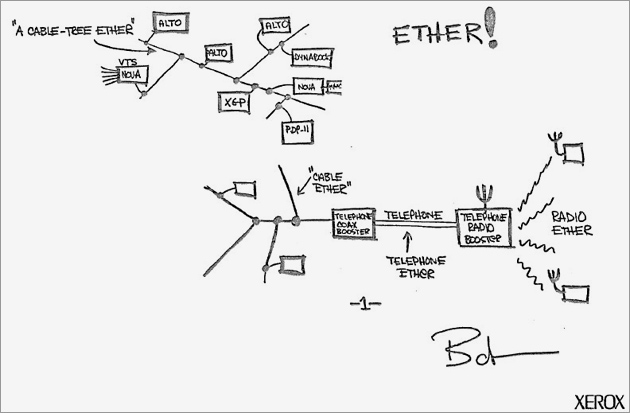 "A CABLE-TREE ETHER"
ALTO
ALTO
ETHER!
ALTO
DYNABOOK
VTS
NOVA
NOVA
XGP
PDP-11
"CABLE
ETHER"
TELEPHONE
COAX
BOOSTER
TELEPHONE
TELEPHONE
ETHER
TELEPHONE
RADIO
BOOSTER
RADIO
ETHER
-1-
XEROX